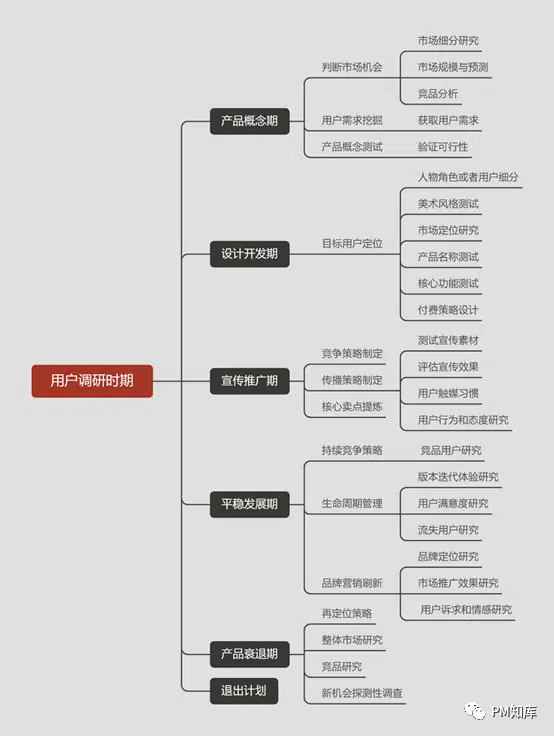 用户调研时期
产品概念期
判断市场机会
市场细分研究
市场规模与预测
竞品分析
用户需求挖掘
获取用户需求
产品概念测试
验证可行性
设计开发期
目标用户定位
人物角色或者用户细分
美术风格测试
市场定位研究
产品名称测试
核心功能测试
付费策略设计
宣传推广期
竞争策略制定
传播策略制定
核心卖点提炼
测试宣传素材
评估宣传效果
用户触媒习惯
用户行为和态度研究
平稳发展期
持续竞争策略
竞品用户研究
生命周期管理
版本迭代体验研究
用户满意度研究
流失用户研究
品牌营销刷新
品牌定位研究
市场推广效果研究
用户诉求和情感研究
产品衰退期
再定位策略
整体市场研究
竞品研究
新机会探测性调查
退出计划
PM知库